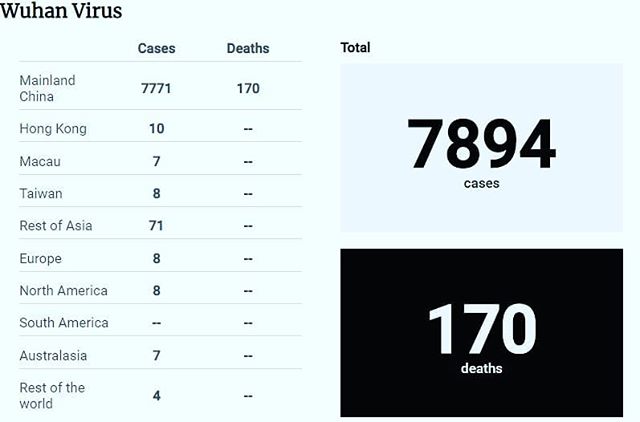 Wuhan Virus
Cases Deaths
Mainland
China 7771 170
Hong Kong 10 --
Macau 7 --
Taiwan 8 --
Rest of Asia 71 --
Europe 8 --
North America 8 --
South America -- --
Australasia 7 --
Rest of the
world 4 --
Total
7894
cases
170
deaths